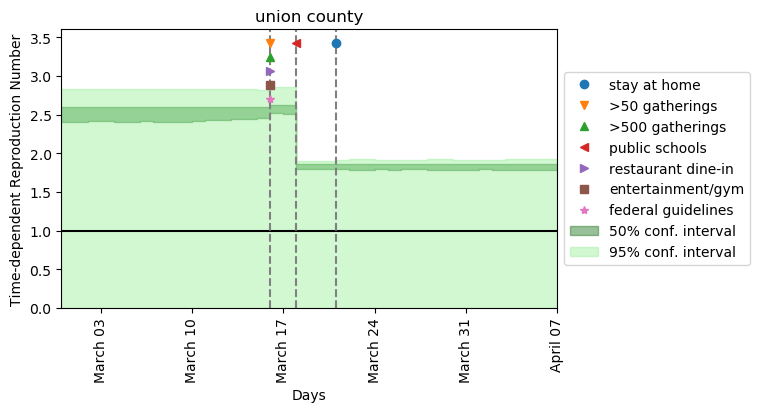 union county
Time-dependent Reproduction Number
3.5
3.0
2.5
2.0
1.5
1.0
0.5
0.0
March 03
March 10
March 17
March 24
March 31
April 07
Days
stay at home
>50 gatherings
>500 gatherings
public schools
restaurant dine-in
entertainment/gym
federal guidelines
50% conf. interval
95% conf. interval